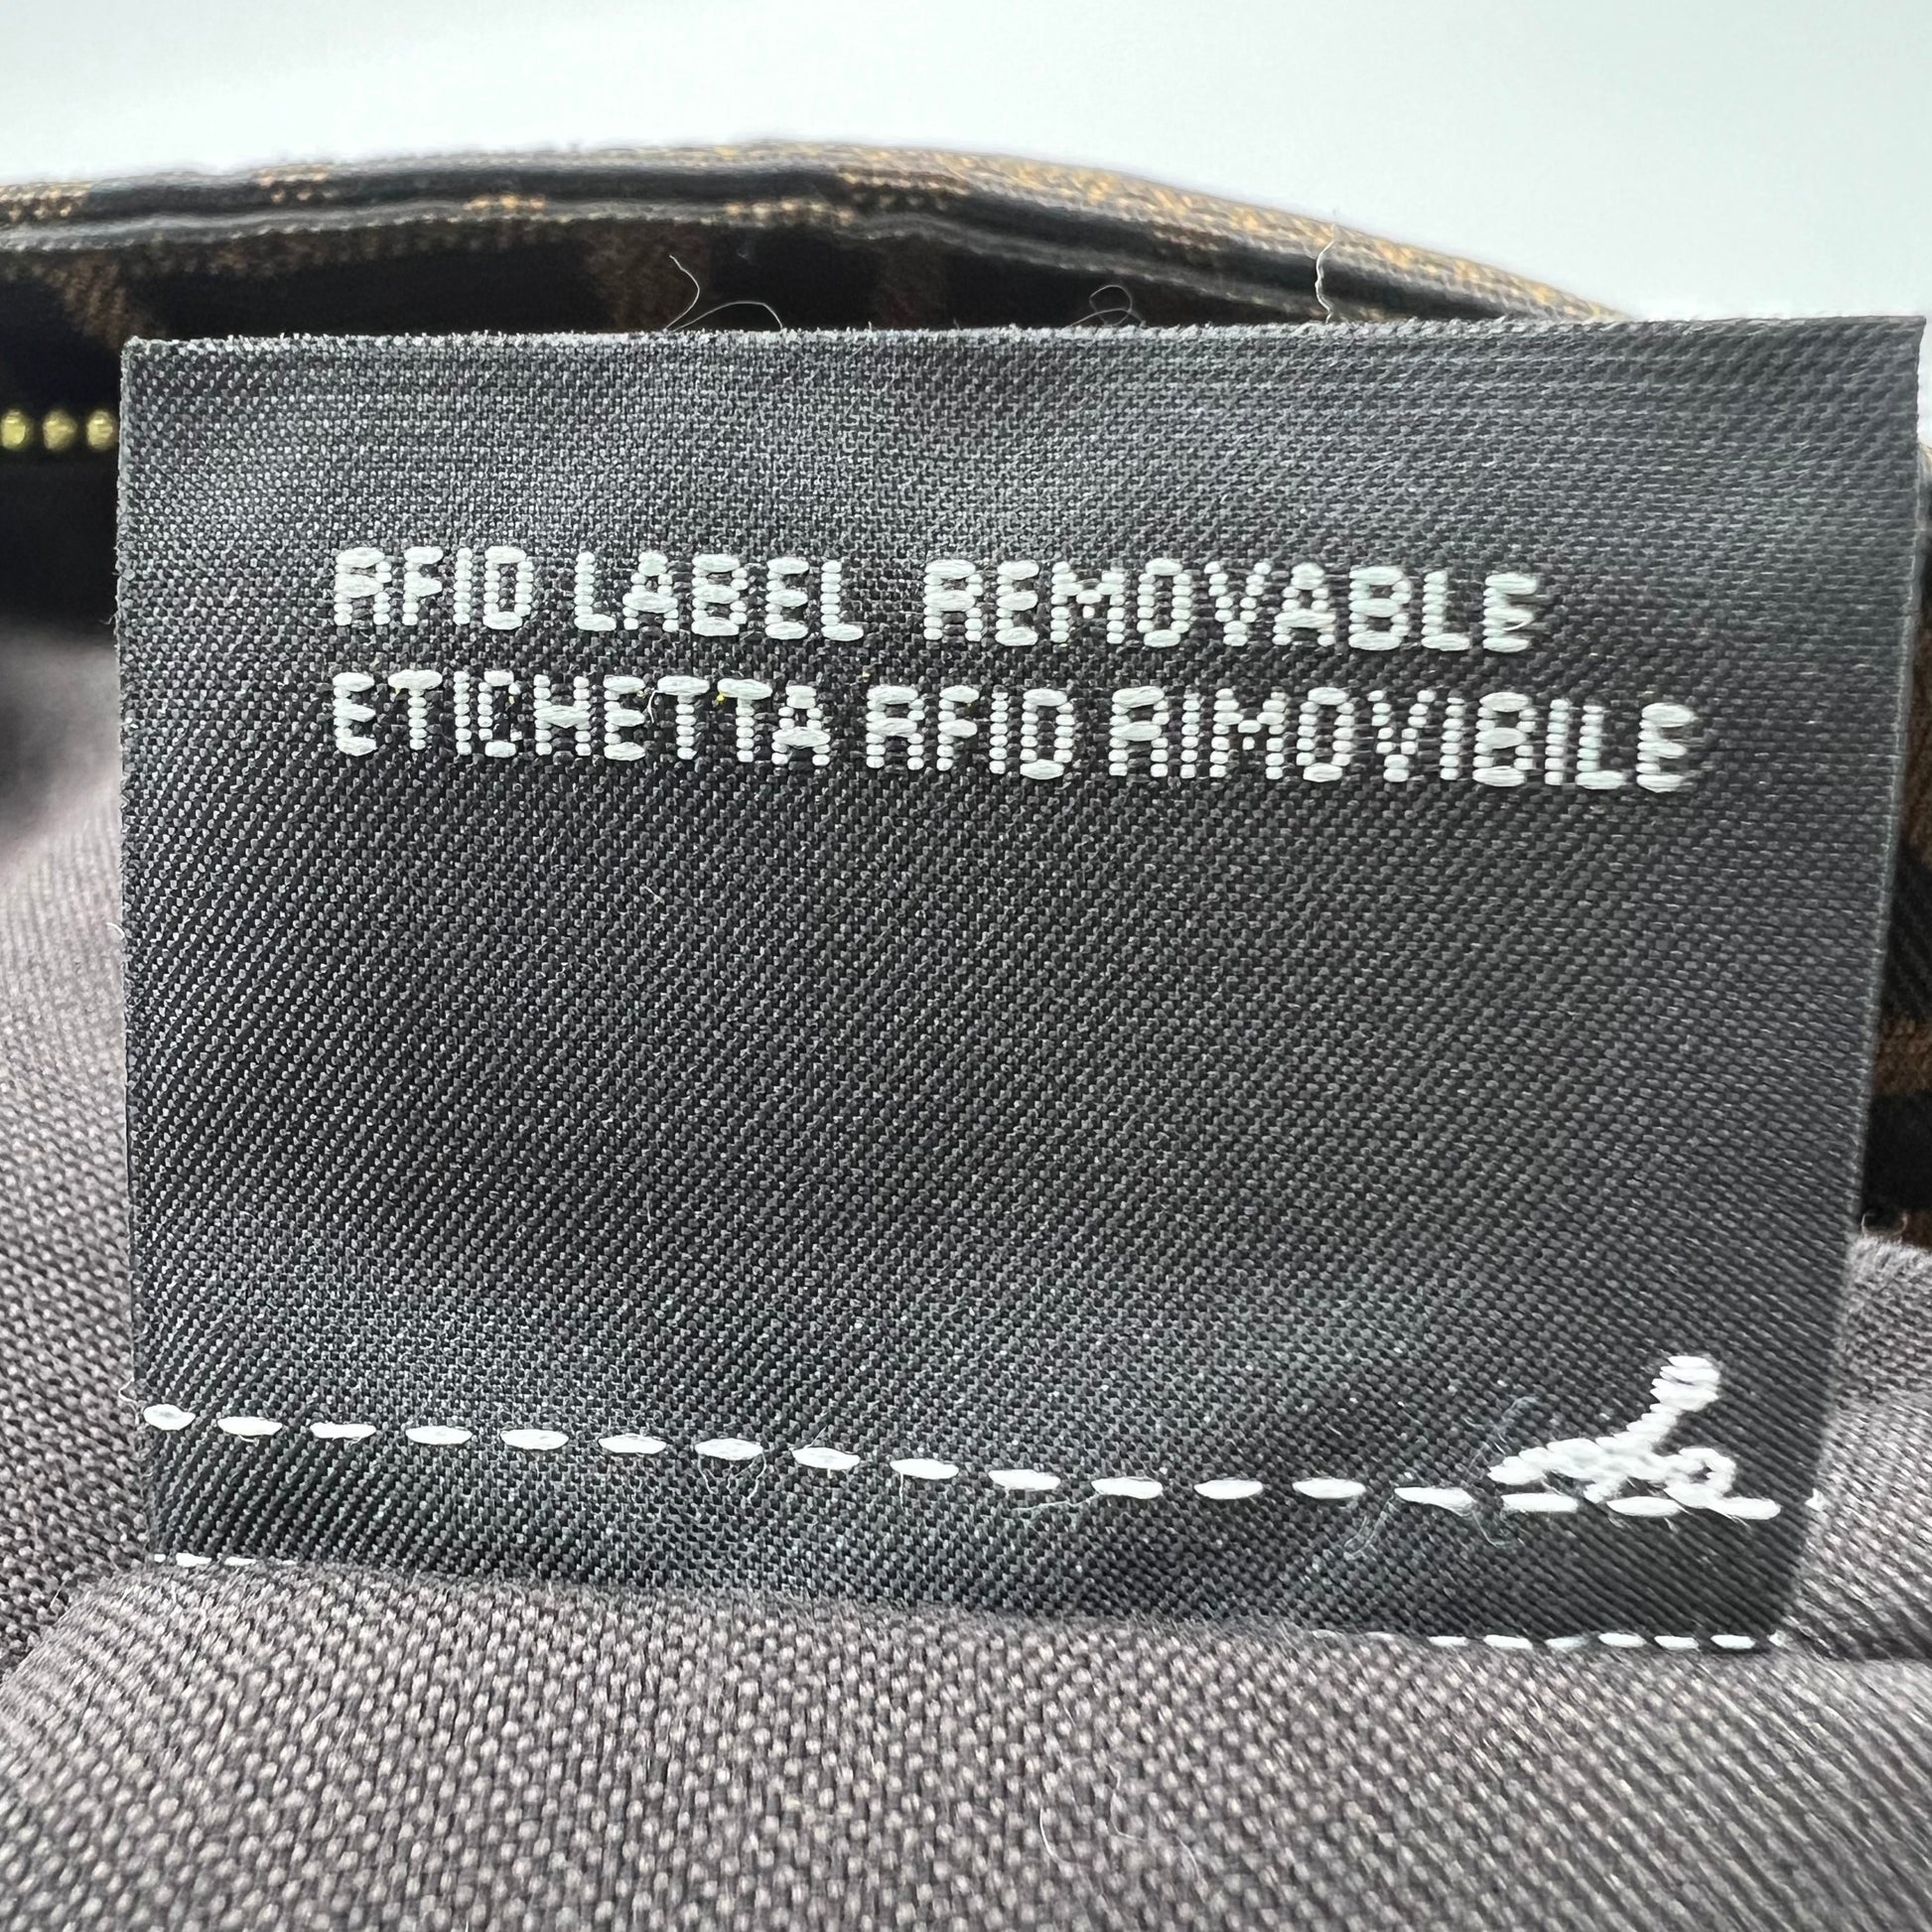 RFID LABEL REMOVABLE
ETICHETTA RFID RIMOVIBILE